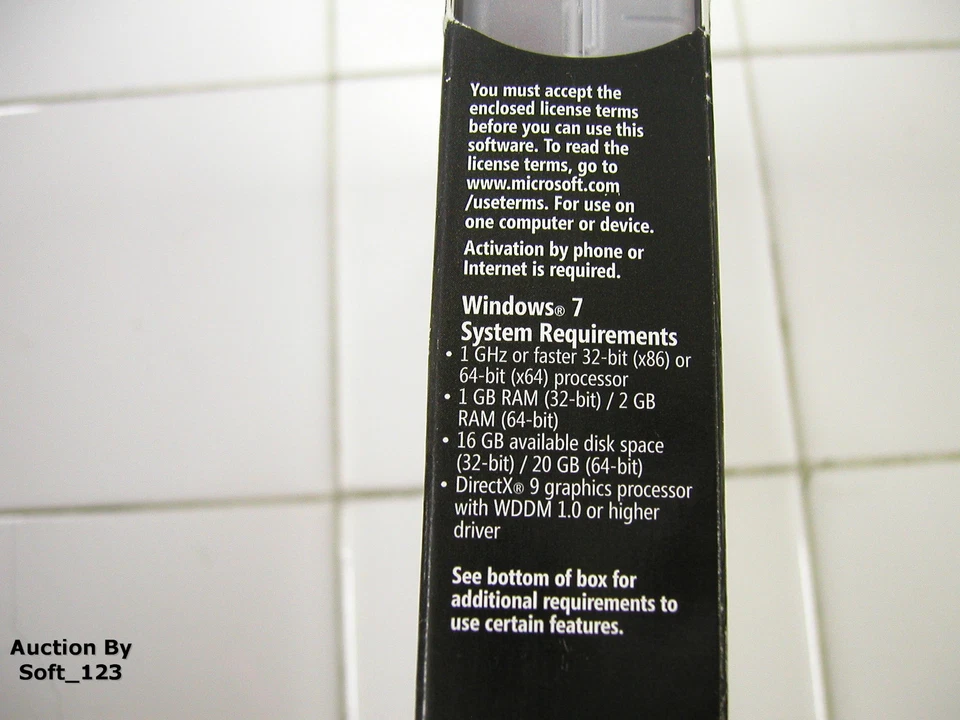 You must accept the
enclosed license terms
before you can use this
software. To read the
license terms, go to
www.microsoft.com
/useterms. For use on
one computer or device.
Activation by phone or
Internet is required.
Windows® 7
System Requirements
• 1 GHz or faster 32-bit (x86) or
64-bit (x64) processor
• 1 GB RAM (32-bit) / 2 GB
RAM (64-bit)
• 16 GB available disk space
(32-bit) / 20 GB (64-bit)
• DirectX® 9 graphics processor
with WDDM 1.0 or higher
driver
See bottom of box for
additional requirements to
use certain features.
Auction By
Soft_123